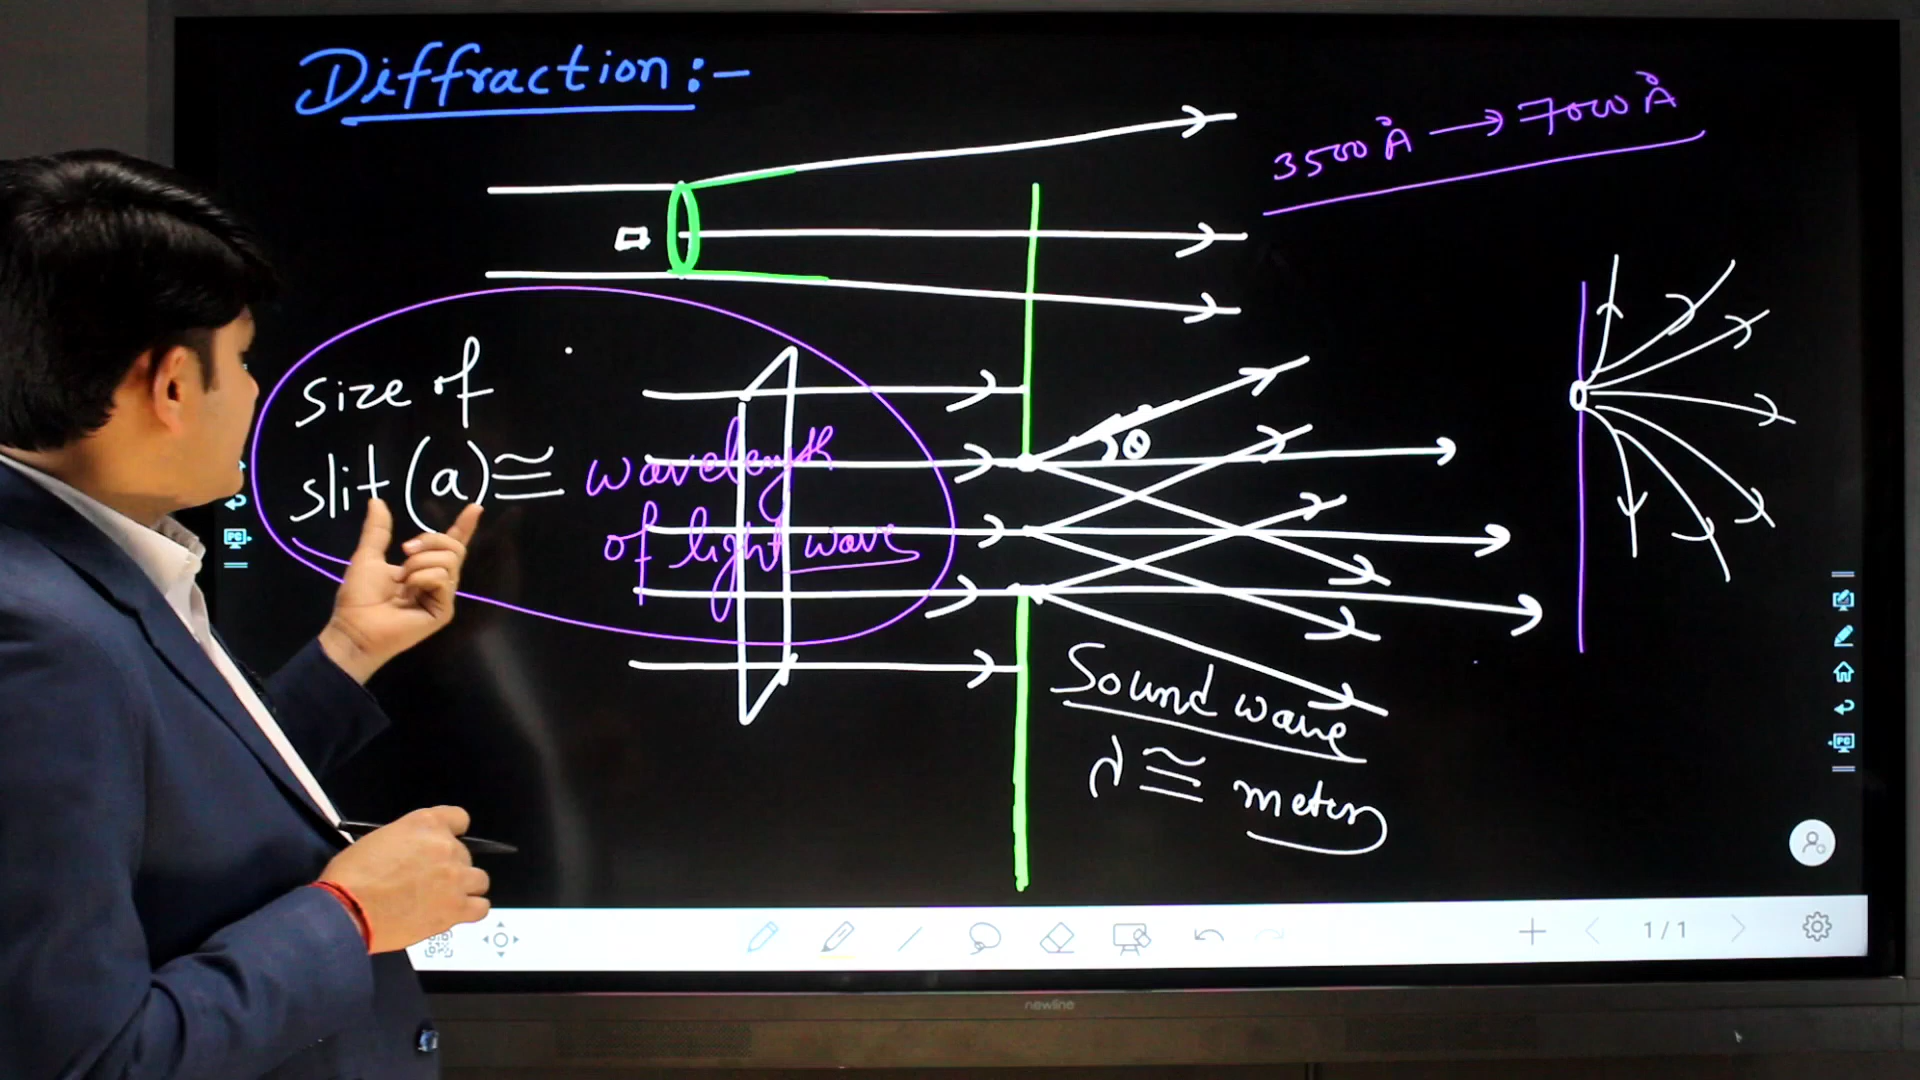 Diffraction:-
3500 Å → 7000 Å
size of
slit (a) ≅ wavelength
of light wave
θ
Sound wave
λ ≅ meter
1/1
newline